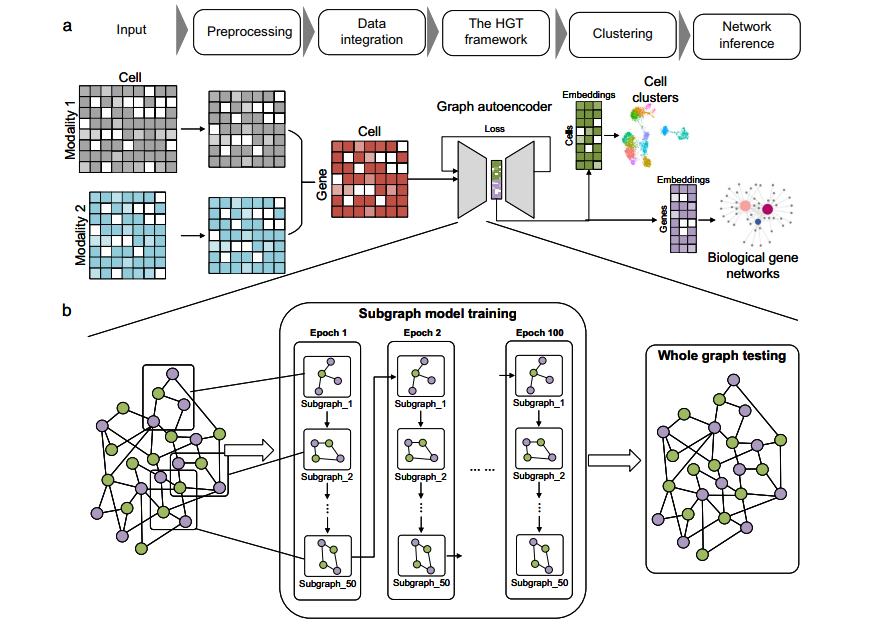 a
Input
Preprocessing
Data
integration
The HGT
framework
Clustering
Network
inference
Cell
Modality 1
Modality 2
Cell
Gene
Graph autoencoder
Loss
Embeddings
Cells
Cell
clusters
Embeddings
Genes
Biological gene
networks
b
Subgraph model training
Epoch 1
Epoch 2
Epoch 100
Subgraph_1
Subgraph_1
Subgraph_1
Subgraph_2
Subgraph_2
Subgraph_2
... ...
Subgraph_50
Subgraph_50
Subgraph_50
Whole graph testing